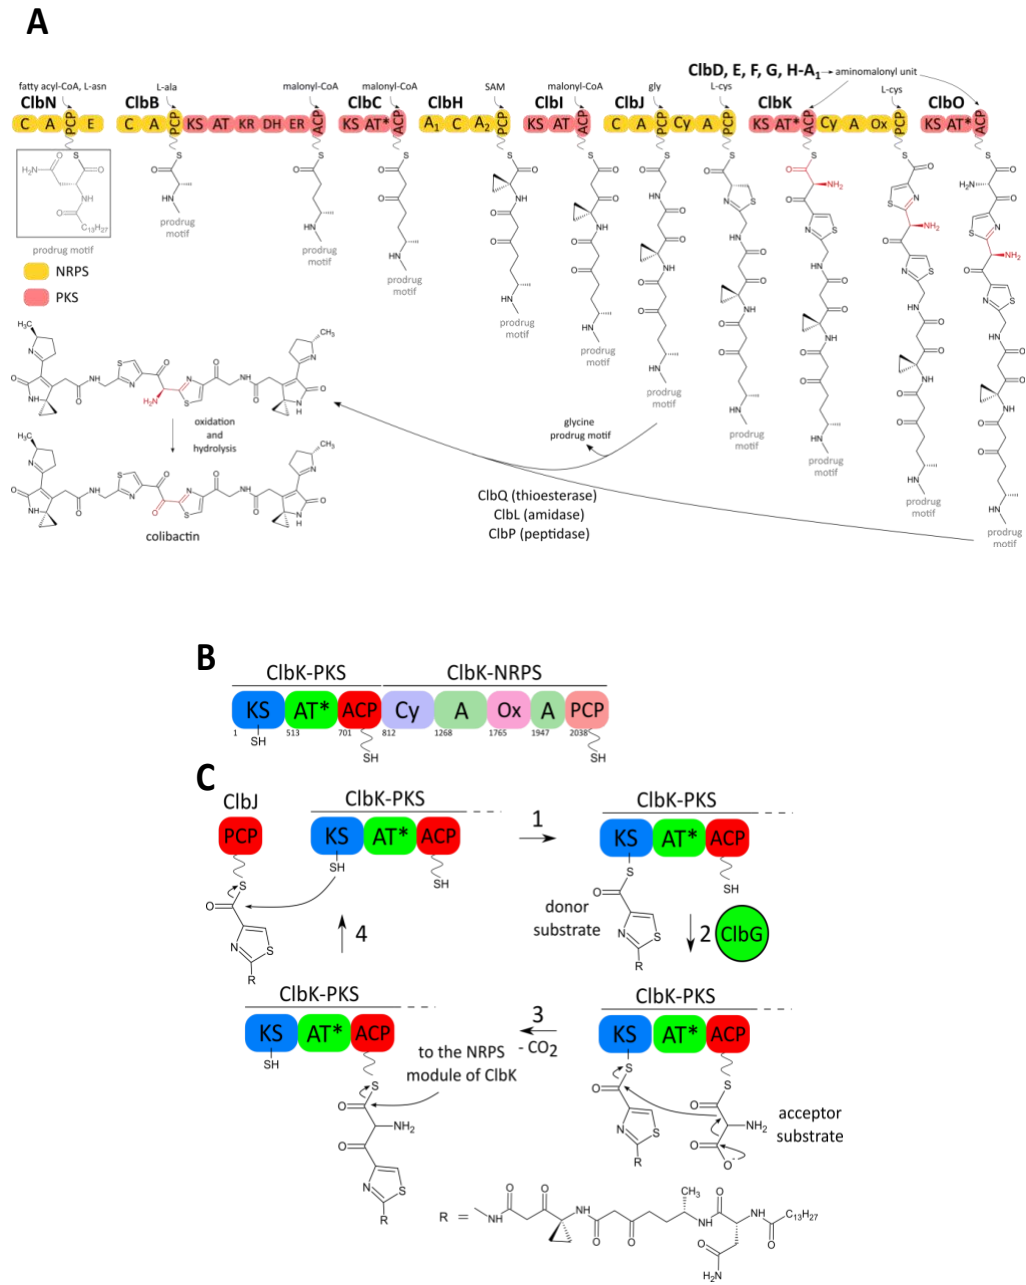 A
ClbD, E, F, G, H-A1 → aminomalonyl unit
fatty acyl-CoA, L-asn
L-ala
malonyl-CoA
malonyl-CoA
SAM
malonyl-CoA
gly
L-cys
L-cys
ClbN
ClbB
ClbC
ClbH
ClbI
ClbJ
ClbK
ClbO
C A PCP E
C A PCP KS AT KR DH ER ACP
KS AT* ACP
A1 C A2 PCP
KS AT ACP
C A PCP Cy A PCP
KS AT* ACP Cy A Ox PCP
KS AT* ACP
prodrug motif
NRPS
PKS
prodrug
motif
prodrug
motif
prodrug
motif
prodrug
motif
prodrug
motif
prodrug
motif
prodrug
motif
prodrug
motif
prodrug
motif
prodrug
motif
oxidation
and
hydrolysis
colibactin
glycine
prodrug motif
ClbQ (thioesterase)
ClbL (amidase)
ClbP (peptidase)
B
ClbK-PKS
ClbK-NRPS
KS AT* ACP Cy A Ox A PCP
1 513 701 812 1268 1765 1947 2038
SH
SH
SH
C
ClbJ
PCP
ClbK-PKS
KS AT* ACP
SH
SH
1
ClbK-PKS
KS AT* ACP
SH
donor
substrate
2
ClbG
4
ClbK-PKS
KS AT* ACP
SH
to the NRPS
module of ClbK
3
- CO2
ClbK-PKS
KS AT* ACP
acceptor
substrate
R =